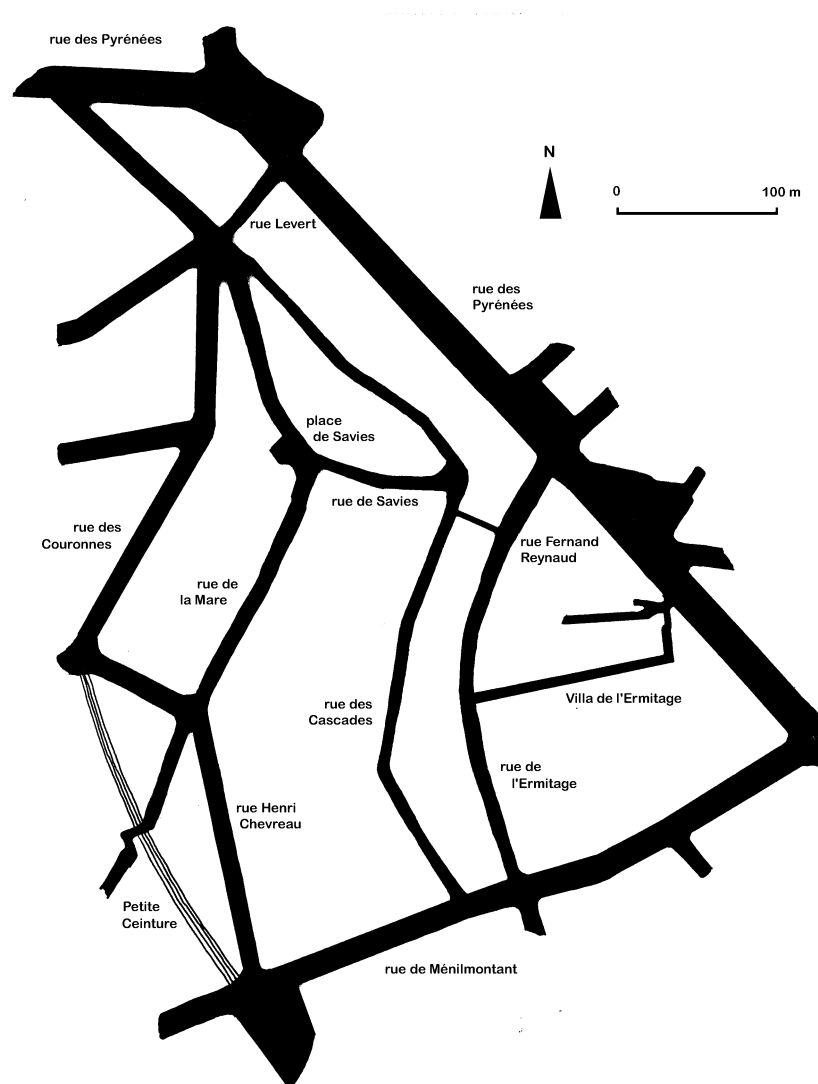 rue des Pyrénées
N
0
100 m
rue Levert
rue des
Pyrénées
place
de Savies
rue de Savies
rue des
Couronnes
rue Fernand
Reynaud
rue de
la Mare
Villa de l'Ermitage
rue des
Cascades
rue de
l'Ermitage
rue Henri
Chevreau
Petite
Ceinture
rue de Ménilmontant